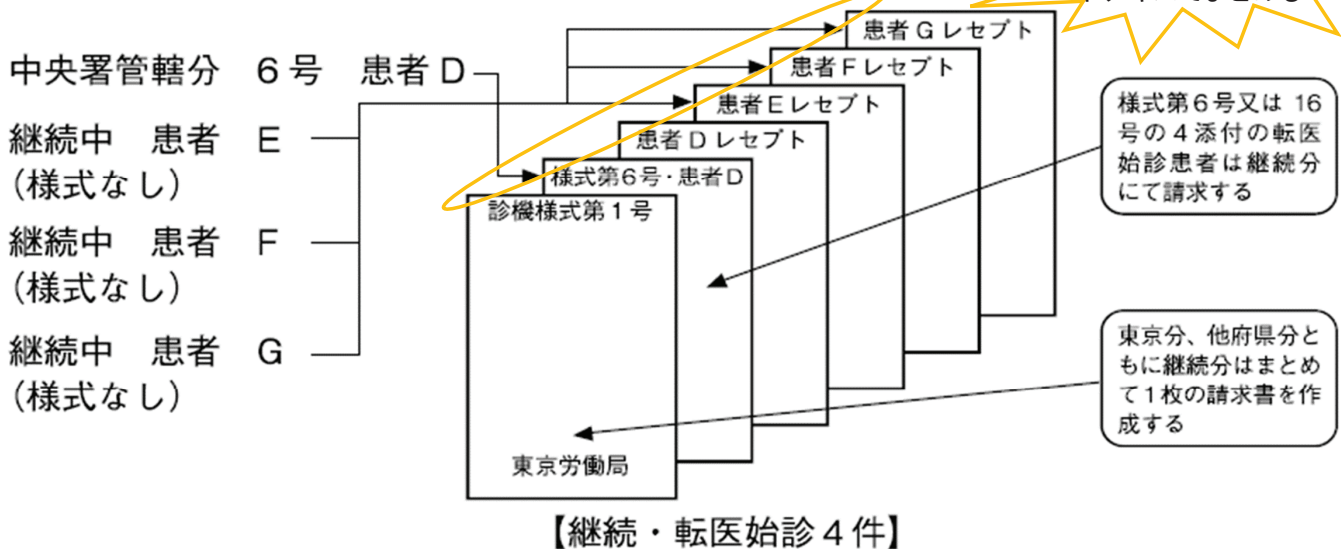 中央署管轄分　6号　患者D
継続中　患者　E
(様式なし)
継続中　患者　F
(様式なし)
継続中　患者　G
(様式なし)
患者Gレセプト
患者Fレセプト
患者Eレセプト
患者Dレセプト
様式第6号・患者D
診機様式第1号
東京労働局
様式第6号又は 16
号の4添付の転医
始診患者は継続分
にて請求する
東京分、他府県分と
もに継続分はまとめ
て1枚の請求書を作
成する
【継続・転医始診4件】